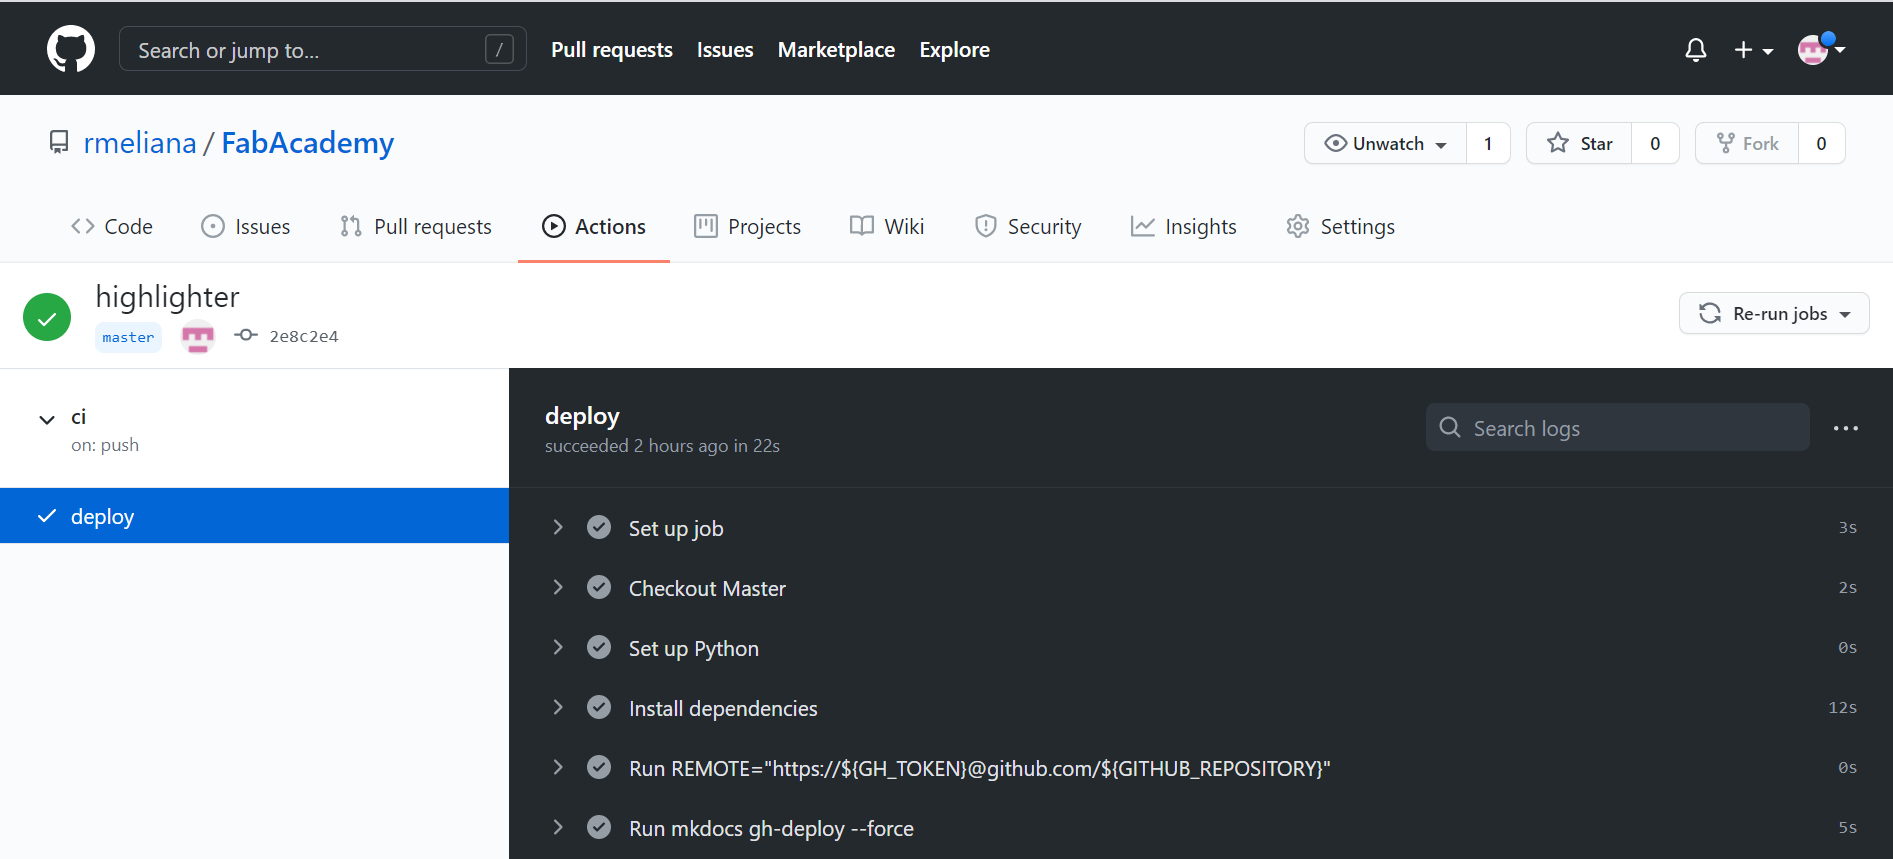 Search or jump to... / Pull requests Issues Marketplace Explore
rmeliana / FabAcademy Unwatch 1 Star 0 Fork 0
Code Issues Pull requests Actions Projects Wiki Security Insights Settings
highlighter
Re-run jobs
master 2e8c2e4
ci
on: push
deploy
deploy
succeeded 2 hours ago in 22s
Search logs
Set up job 3s
Checkout Master 2s
Set up Python 0s
Install dependencies 12s
Run REMOTE="https://${GH_TOKEN}@github.com/${GITHUB_REPOSITORY}" 0s
Run mkdocs gh-deploy --force 5s